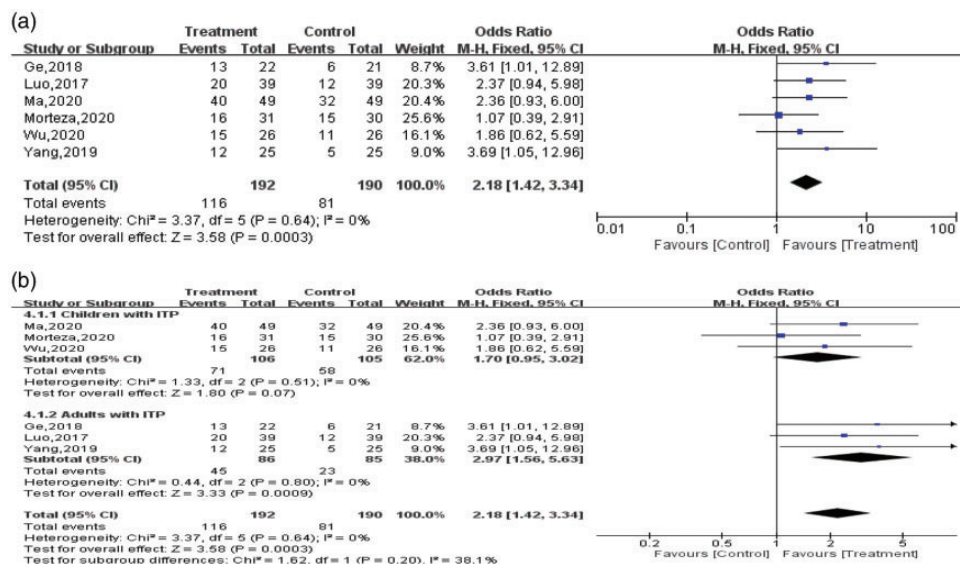 (a)
Treatment Control Odds Ratio Odds Ratio
Study or Subgroup Events Total Events Total Weight M-H, Fixed, 95% CI M-H, Fixed, 95% CI
Ge,2018 13 22 6 21 8.7% 3.61 [1.01, 12.89]
Luo,2017 20 39 12 39 20.3% 2.37 [0.94, 5.98]
Ma,2020 40 49 32 49 20.4% 2.36 [0.93, 6.00]
Morteza,2020 16 31 15 30 25.6% 1.07 [0.39, 2.91]
Wu,2020 15 26 11 26 16.1% 1.86 [0.62, 5.59]
Yang,2019 12 25 5 25 9.0% 3.69 [1.05, 12.96]
Total (95% CI) 192 190 100.0% 2.18 [1.42, 3.34]
Total events 116 81
Heterogeneity: Chi² = 3.37, df = 5 (P = 0.64); I² = 0%
Test for overall effect: Z = 3.58 (P = 0.0003)
0.01 0.1 1 10 100
Favours [Control] Favours [Treatment]
(b)
Treatment Control Odds Ratio Odds Ratio
Study or Subgroup Events Total Events Total Weight M-H, Fixed, 95% CI M-H, Fixed, 95% CI
4.1.1 Children with ITP
Ma,2020 40 49 32 49 20.4% 2.36 [0.93, 6.00]
Morteza,2020 16 31 15 30 25.6% 1.07 [0.39, 2.91]
Wu,2020 15 26 11 26 16.1% 1.86 [0.62, 5.59]
Subtotal (95% CI) 106 105 62.0% 1.70 [0.95, 3.02]
Total events 71 58
Heterogeneity: Chi² = 1.33, df = 2 (P = 0.51); I² = 0%
Test for overall effect: Z = 1.80 (P = 0.07)
4.1.2 Adults with ITP
Ge,2018 13 22 6 21 8.7% 3.61 [1.01, 12.89]
Luo,2017 20 39 12 39 20.3% 2.37 [0.94, 5.98]
Yang,2019 12 25 5 25 9.0% 3.69 [1.05, 12.96]
Subtotal (95% CI) 86 85 38.0% 2.97 [1.56, 5.63]
Total events 45 23
Heterogeneity: Chi² = 0.44, df = 2 (P = 0.80); I² = 0%
Test for overall effect: Z = 3.33 (P = 0.0009)
Total (95% CI) 192 190 100.0% 2.18 [1.42, 3.34]
Total events 116 81
Heterogeneity: Chi² = 3.37, df = 5 (P = 0.64); I² = 0%
Test for overall effect: Z = 3.58 (P = 0.0003)
Test for subgroup differences: Chi² = 1.62, df = 1 (P = 0.20), I² = 38.1%
0.2 0.5 1 2 5
Favours [Control] Favours [Treatment]